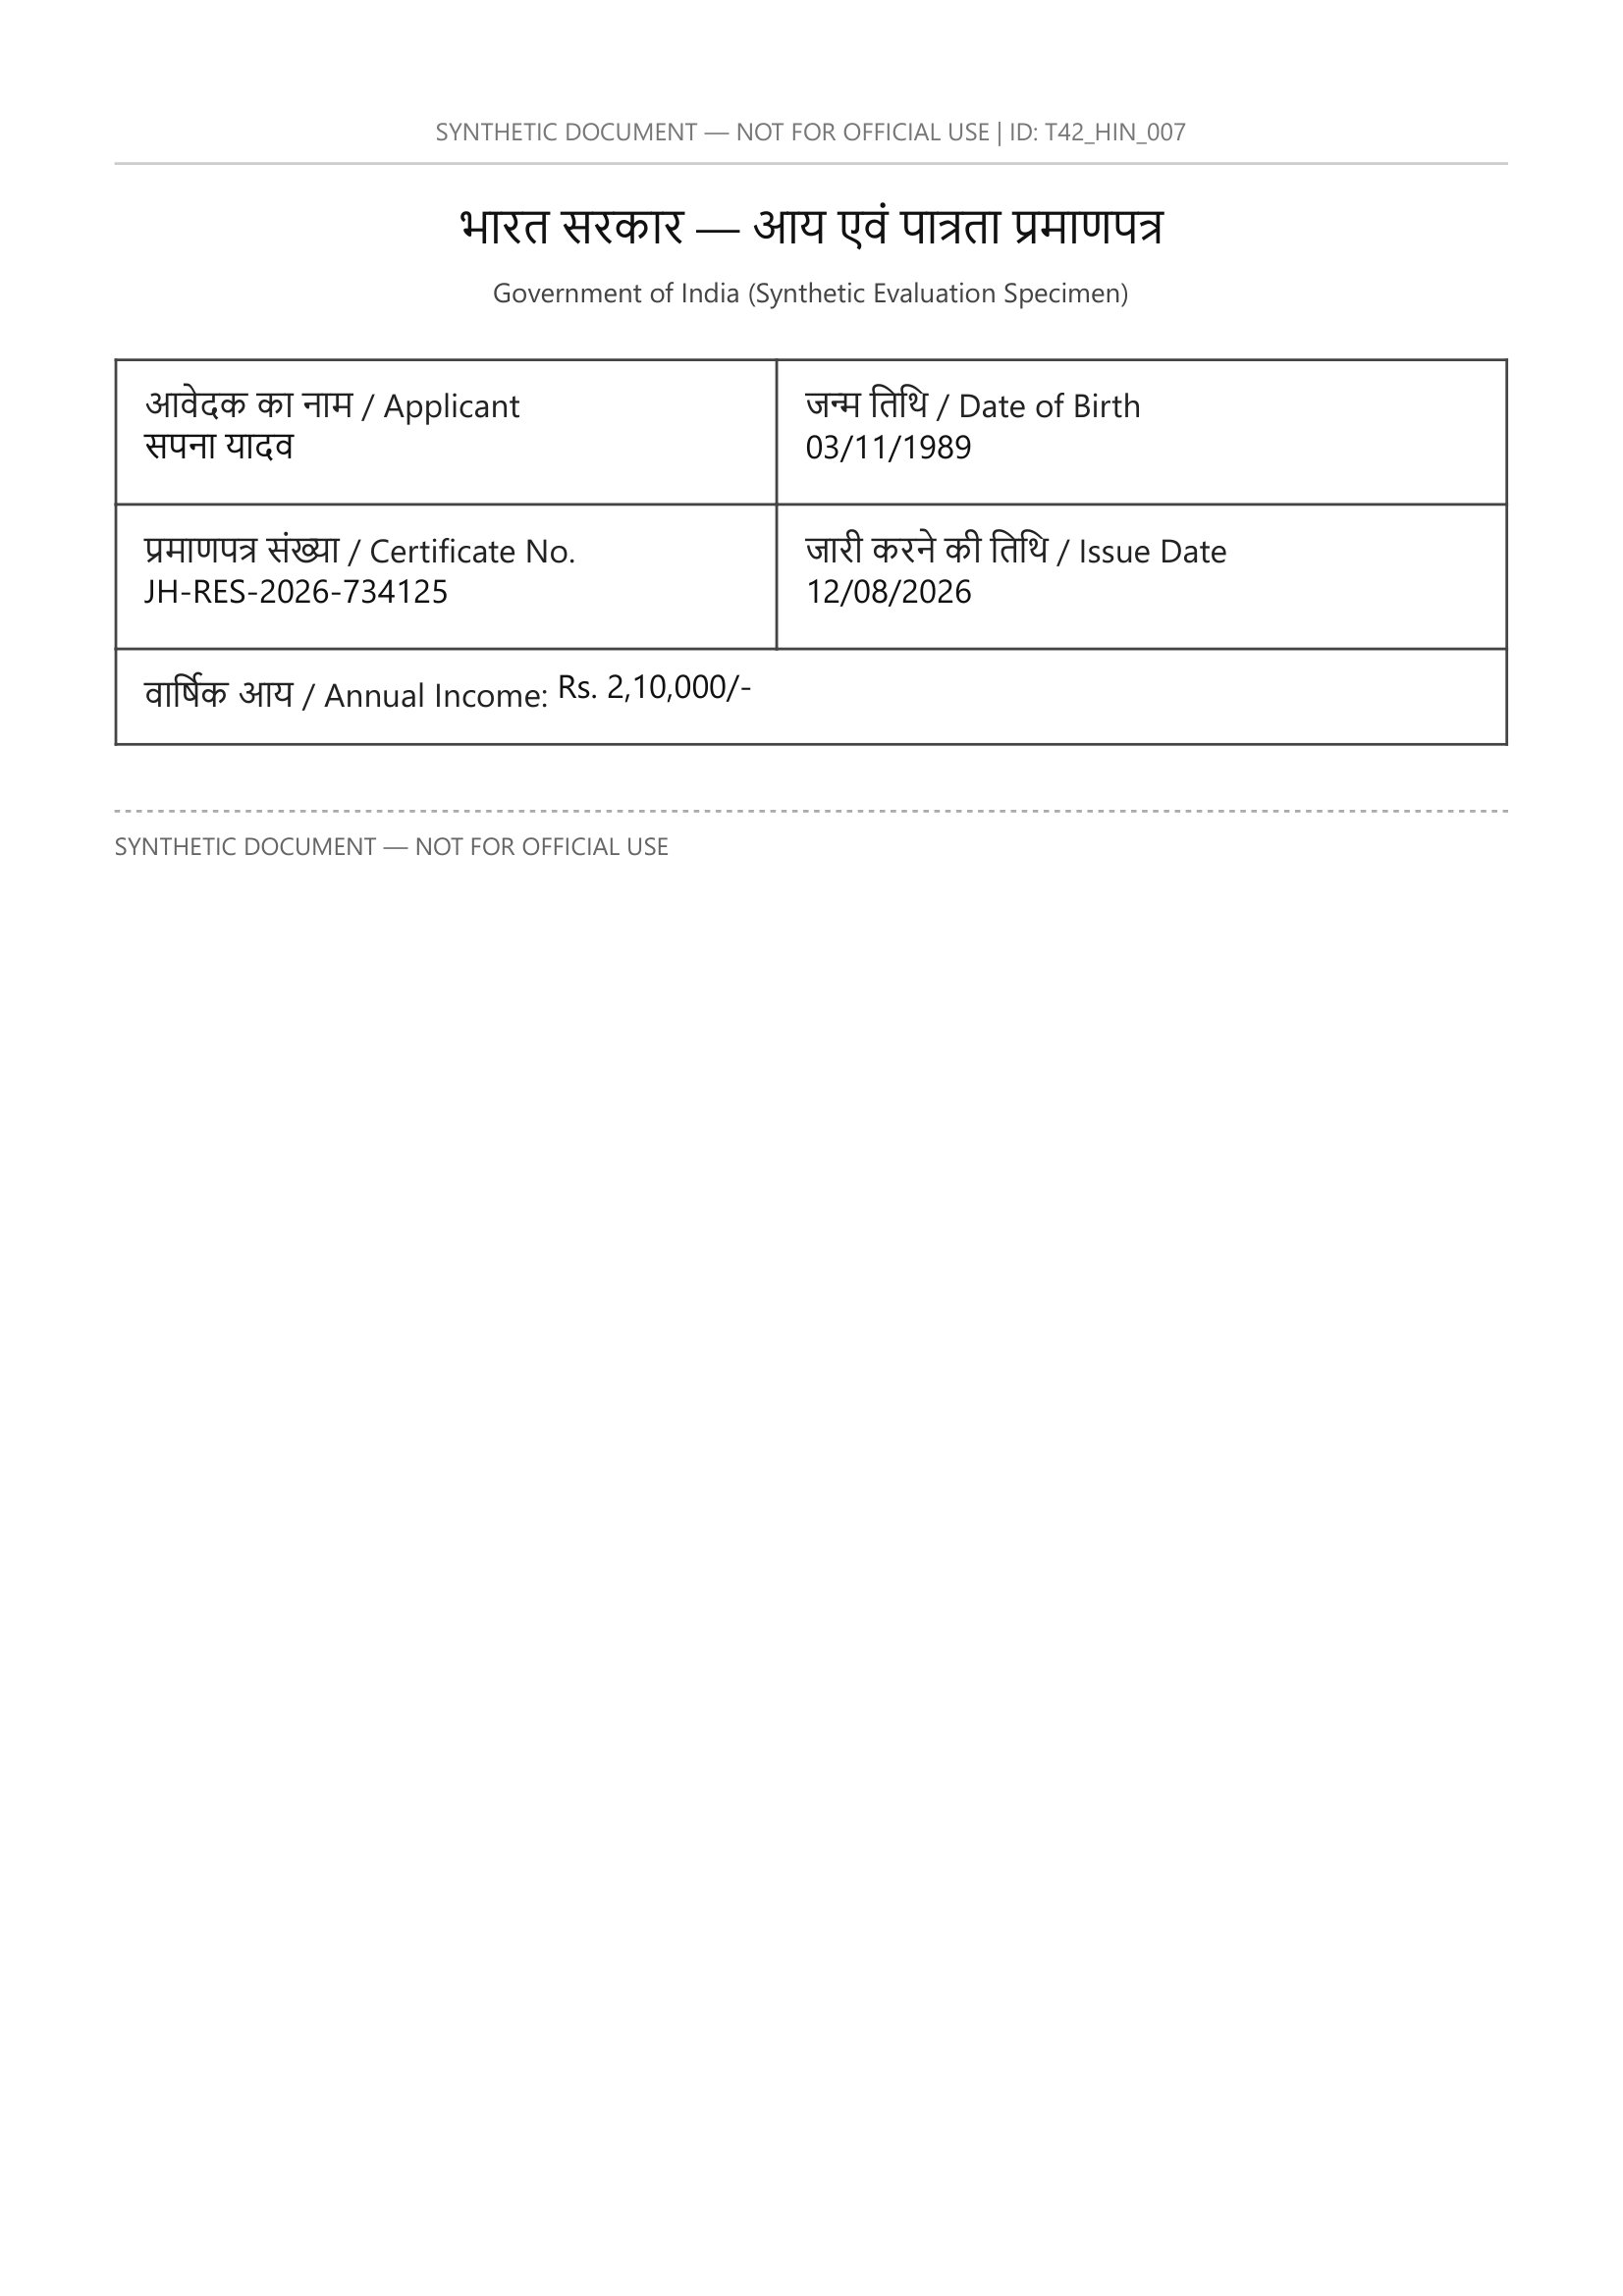 SYNTHETIC DOCUMENT — NOT FOR OFFICIAL USE | ID: T42_HIN_007
भारत सरकार — आय एवं पात्रता प्रमाणपत्र
Government of India (Synthetic Evaluation Specimen)
आवेदक का नाम / Applicant
सपना यादव
जन्म तिथि / Date of Birth
03/11/1989
प्रमाणपत्र संख्या / Certificate No.
JH-RES-2026-734125
जारी करने की तिथि / Issue Date
12/08/2026
वार्षिक आय / Annual Income: Rs. 2,10,000/-
SYNTHETIC DOCUMENT — NOT FOR OFFICIAL USE